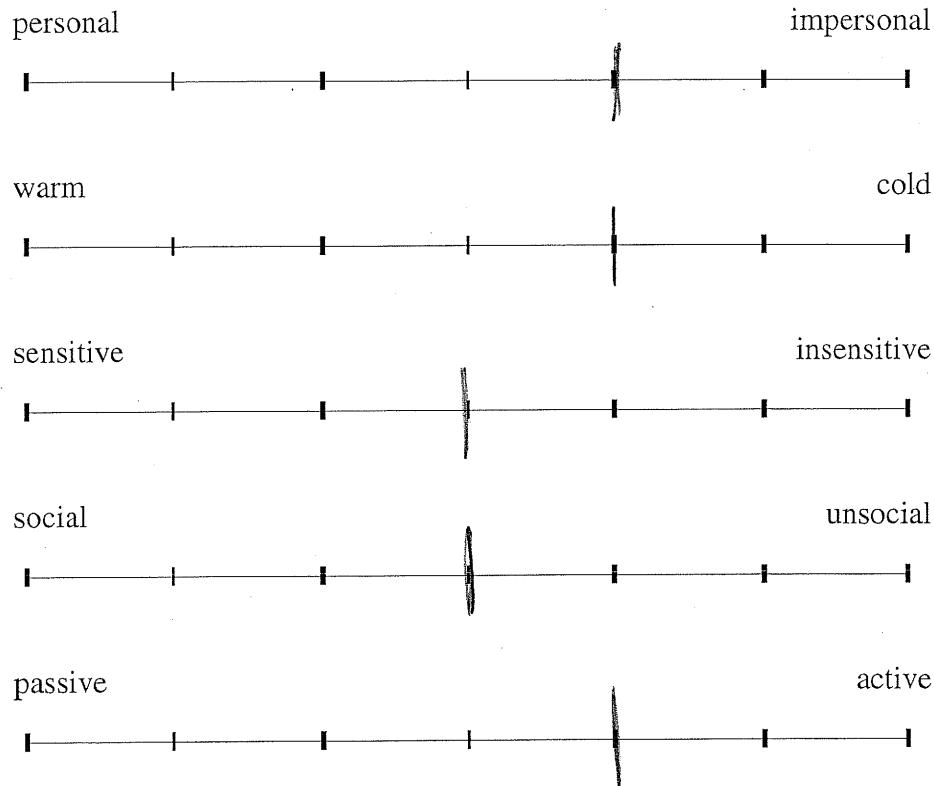 personal impersonal
warm cold
sensitive insensitive
social unsocial
passive active